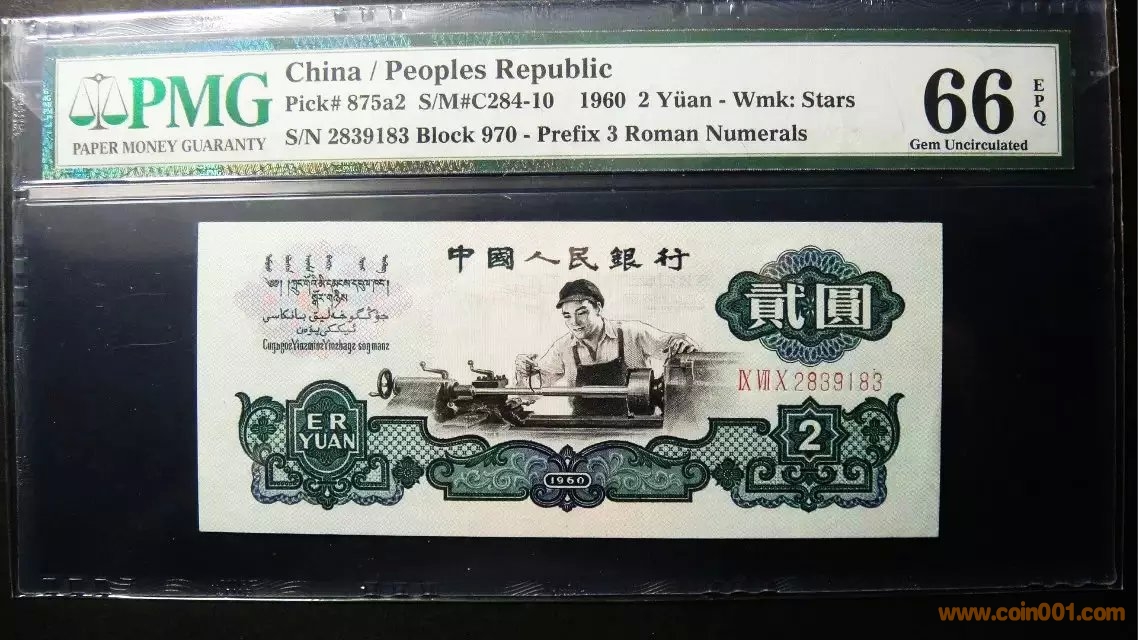 PMG
PAPER MONEY GUARANTY
China / Peoples Republic
Pick# 875a2 S/M#C284-10 1960 2 Yüan - Wmk: Stars
S/N 2839183 Block 970 - Prefix 3 Roman Numerals
66
EPQ
Gem Uncirculated
中國人民銀行
貳圓
IX VII X 2839183
ER
YUAN
2
1960
www.coin001.com